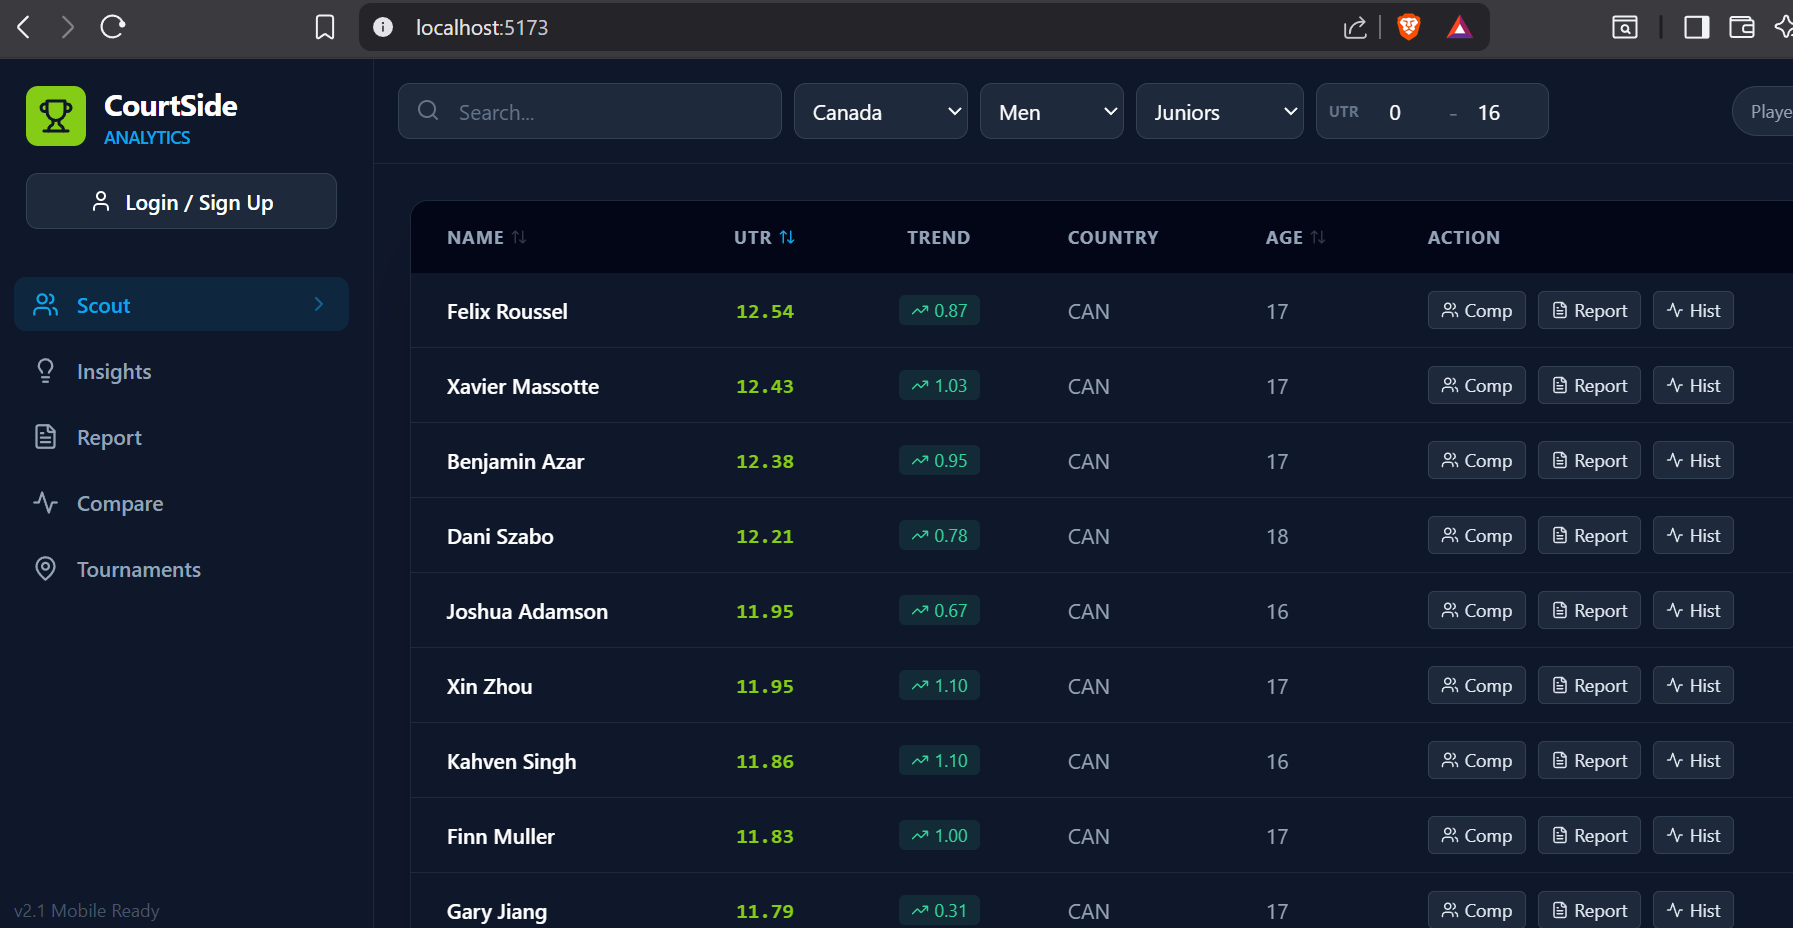 localhost:5173
CourtSide
ANALYTICS
Login / Sign Up
Scout
Insights
Report
Compare
Tournaments
v2.1 Mobile Ready
Search...
Canada
Men
Juniors
UTR 0 - 16
NAME UTR TREND COUNTRY AGE ACTION
Felix Roussel 12.54 0.87 CAN 17 Comp Report Hist
Xavier Massotte 12.43 1.03 CAN 17 Comp Report Hist
Benjamin Azar 12.38 0.95 CAN 17 Comp Report Hist
Dani Szabo 12.21 0.78 CAN 18 Comp Report Hist
Joshua Adamson 11.95 0.67 CAN 16 Comp Report Hist
Xin Zhou 11.95 1.10 CAN 17 Comp Report Hist
Kahven Singh 11.86 1.10 CAN 16 Comp Report Hist
Finn Muller 11.83 1.00 CAN 17 Comp Report Hist
Gary Jiang 11.79 0.31 CAN 17 Comp Report Hist